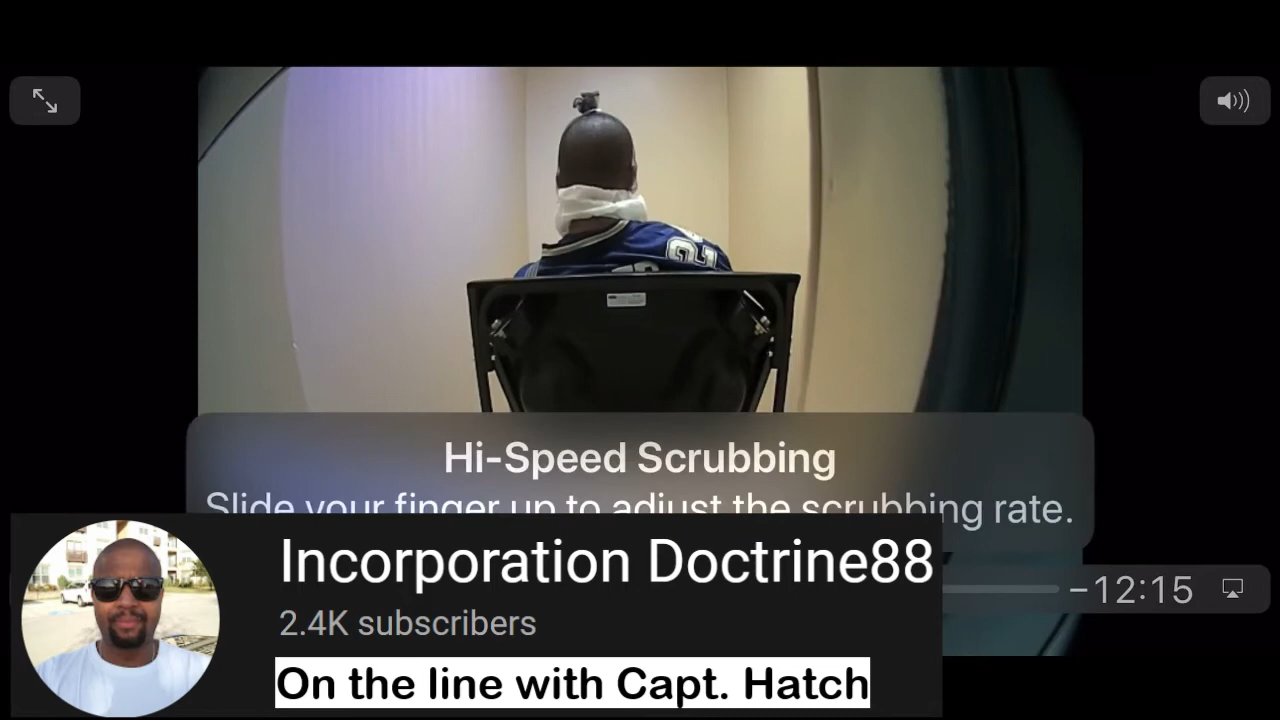 2
Hi-Speed Scrubbing
Slide your finger up to adjust the scrubbing rate.
Incorporation Doctrine88
−12:15
2.4K subscribers
On the line with Capt. Hatch